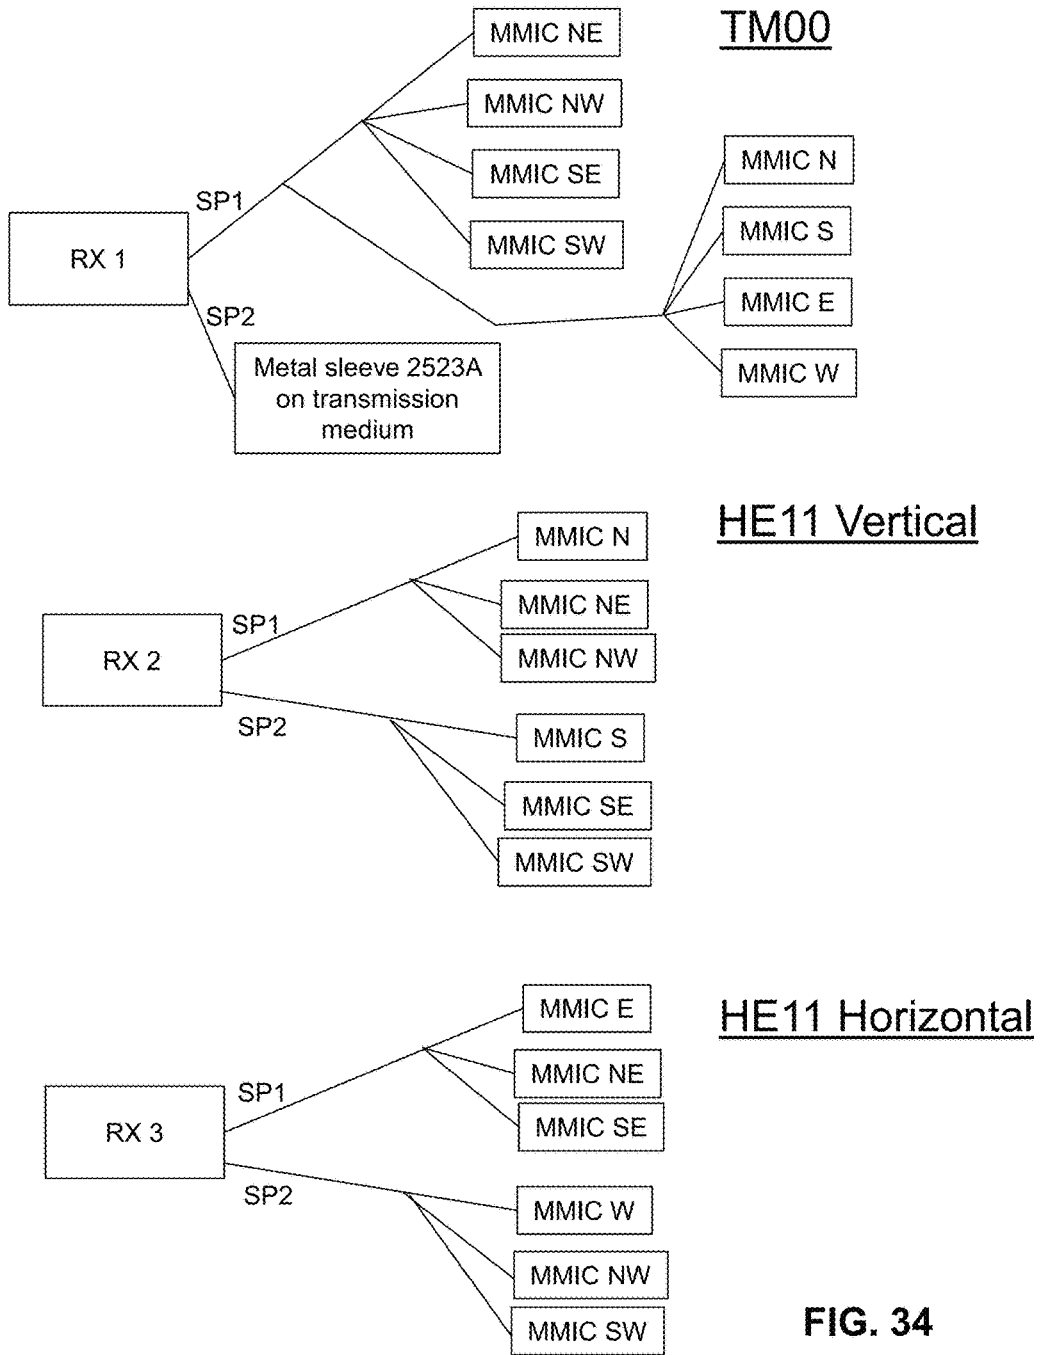 MMIC NE
TM00
MMIC NW
MMIC N
MMIC SE
SP1
MMIC S
MMIC SW
RX 1
MMIC E
SP2
Metal sleeve 2523A
on transmission
medium
MMIC W
HE11 Vertical
MMIC N
MMIC NE
SP1
MMIC NW
RX 2
SP2
MMIC S
MMIC SE
MMIC SW
MMIC E
HE11 Horizontal
MMIC NE
SP1
MMIC SE
RX 3
SP2
MMIC W
MMIC NW
MMIC SW
FIG. 34